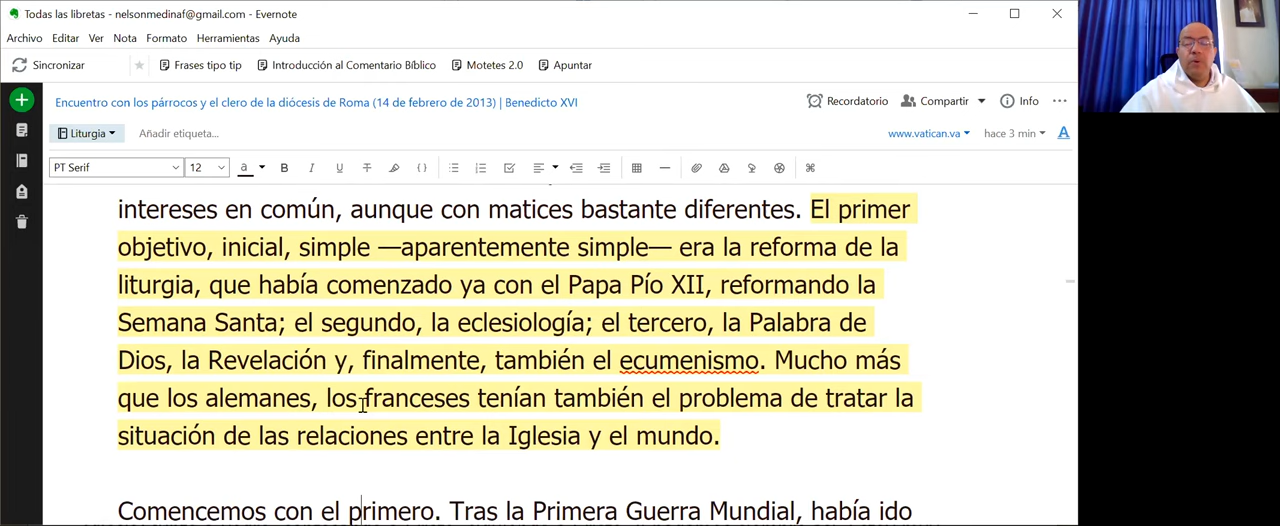 Todas las libretas - nelsonmedinaf@gmail.com - Evernote
Archivo Editar Ver Nota Formato Herramientas Ayuda
Sincronizar Frases tipo tip Introducción al Comentario Bíblico Motetes 2.0 Apuntar
Encuentro con los párrocos y el clero de la diócesis de Roma (14 de febrero de 2013) | Benedicto XVI Recordatorio Compartir Info
Liturgia Añadir etiqueta... www.vatican.va hace 3 min A
PT Serif 12 a B I U T
intereses en común, aunque con matices bastante diferentes. El primer
objetivo, inicial, simple —aparentemente simple— era la reforma de la
liturgia, que había comenzado ya con el Papa Pío XII, reformando la
Semana Santa; el segundo, la eclesiología; el tercero, la Palabra de
Dios, la Revelación y, finalmente, también el ecumenismo. Mucho más
que los alemanes, los franceses tenían también el problema de tratar la
situación de las relaciones entre la Iglesia y el mundo.
Comencemos con el primero. Tras la Primera Guerra Mundial, había ido